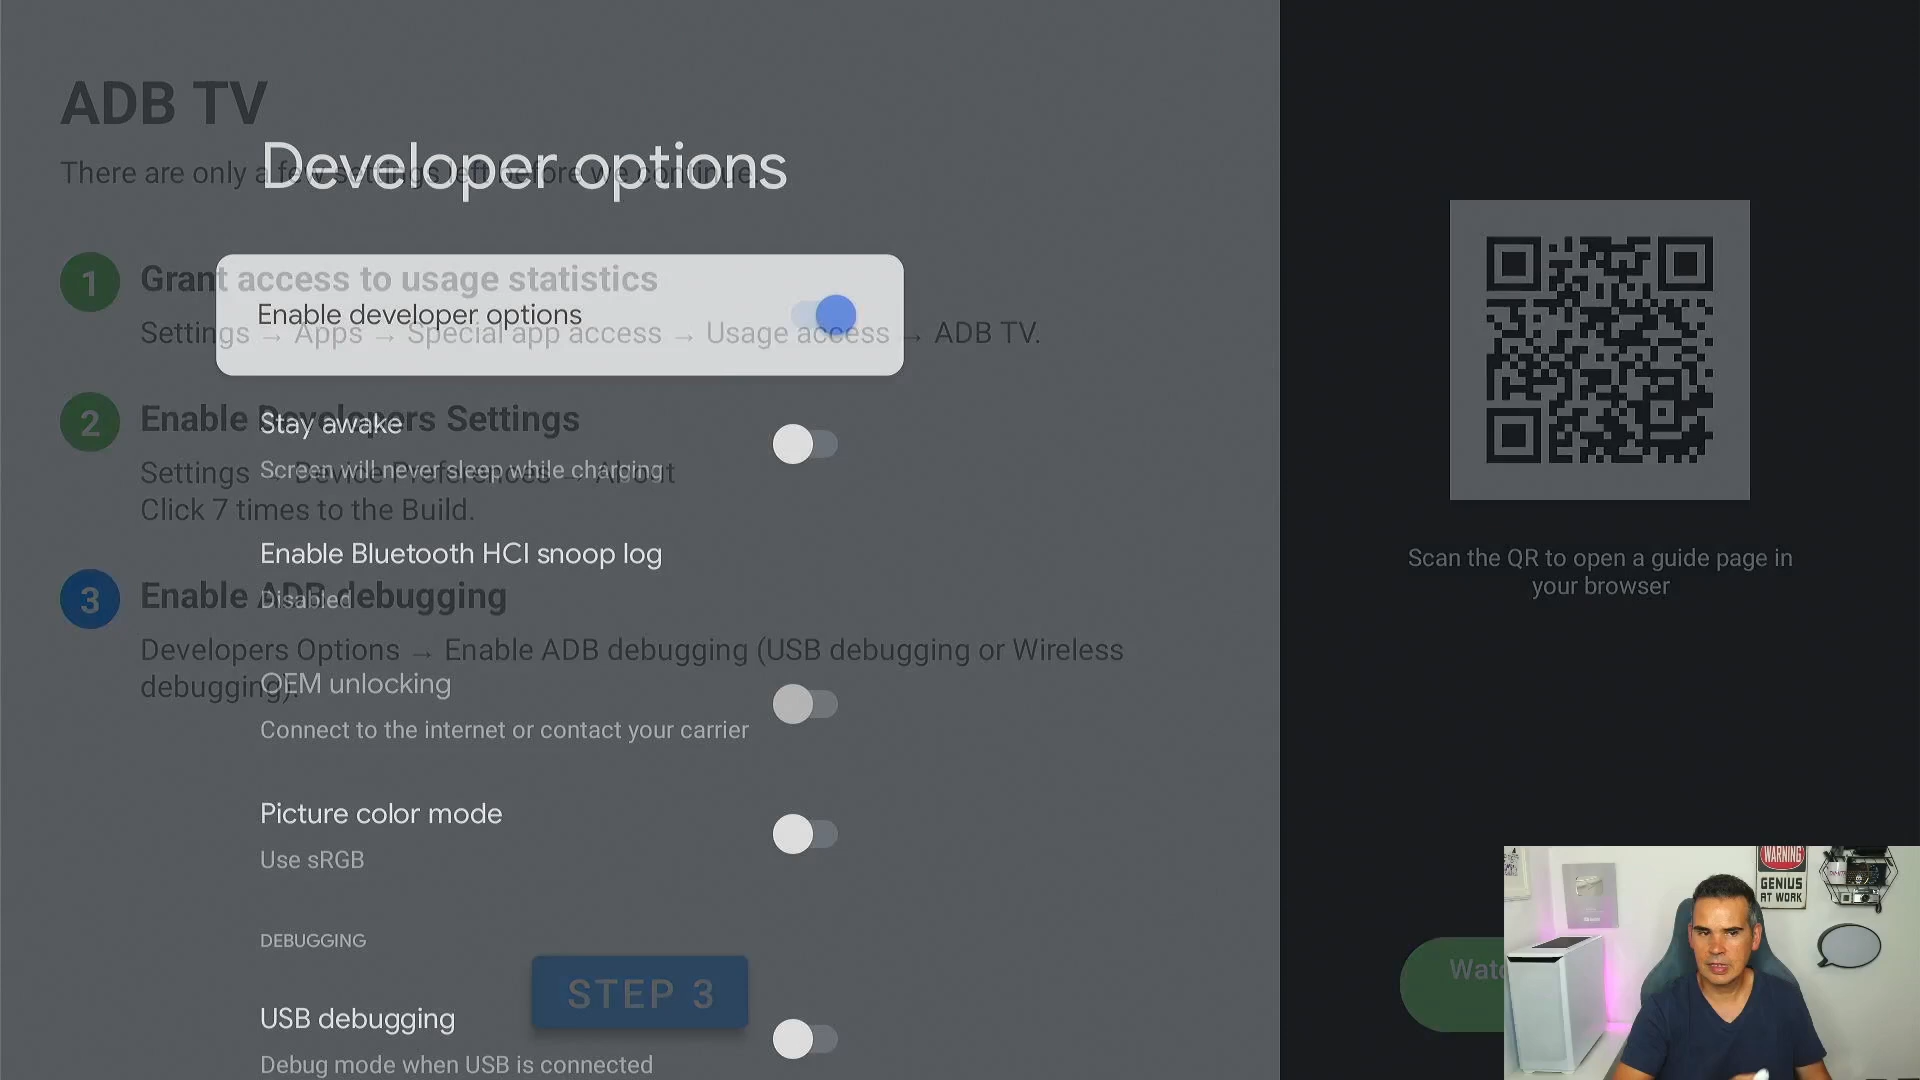 ADB TV
There are only a few settings left before we continue.
Developer options
1
Grant access to usage statistics
Enable developer options
Settings → Apps → Special app access → Usage access → ADB TV.
2
Enable Developers Settings
Stay awake
Settings → Device Preferences → About
Screen will never sleep while charging
Click 7 times to the Build.
Enable Bluetooth HCI snoop log
3
Enable ADB debugging
Disabled
Developers Options → Enable ADB debugging (USB debugging or Wireless
debugging).
OEM unlocking
Connect to the internet or contact your carrier
Picture color mode
Use sRGB
DEBUGGING
STEP 3
USB debugging
Debug mode when USB is connected
Scan the QR to open a guide page in
your browser
WARNING
GENIUS
AT WORK